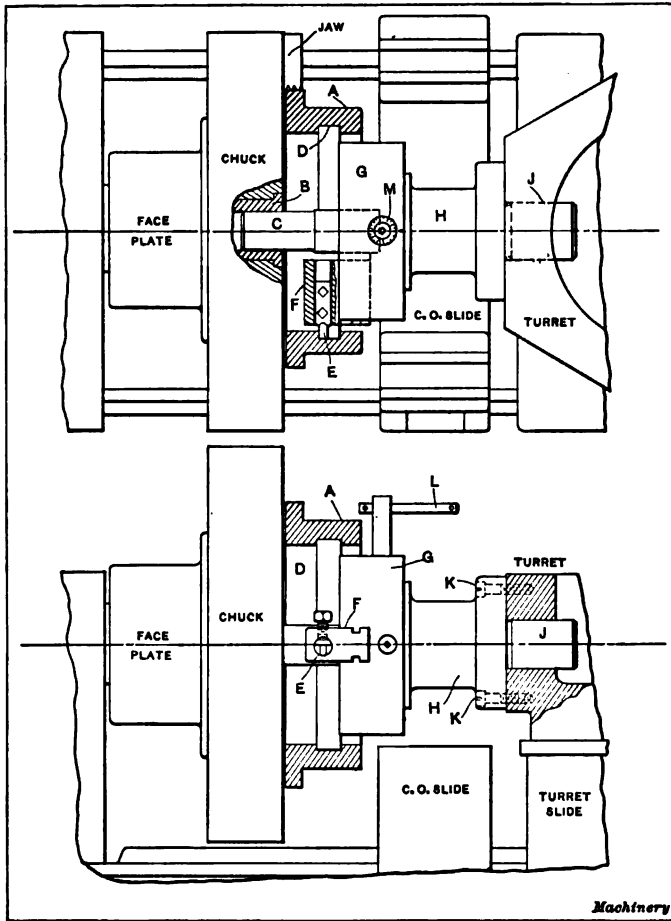 JAW
A
D
CHUCK
G
M
B
C
H
J
FACE
PLATE
F
C. O. SLIDE
TURRET
E
A
L
G
TURRET
D
K
CHUCK
F
FACE
PLATE
J
E
H
K
C. O. SLIDE
TURRET
SLIDE
Machinery